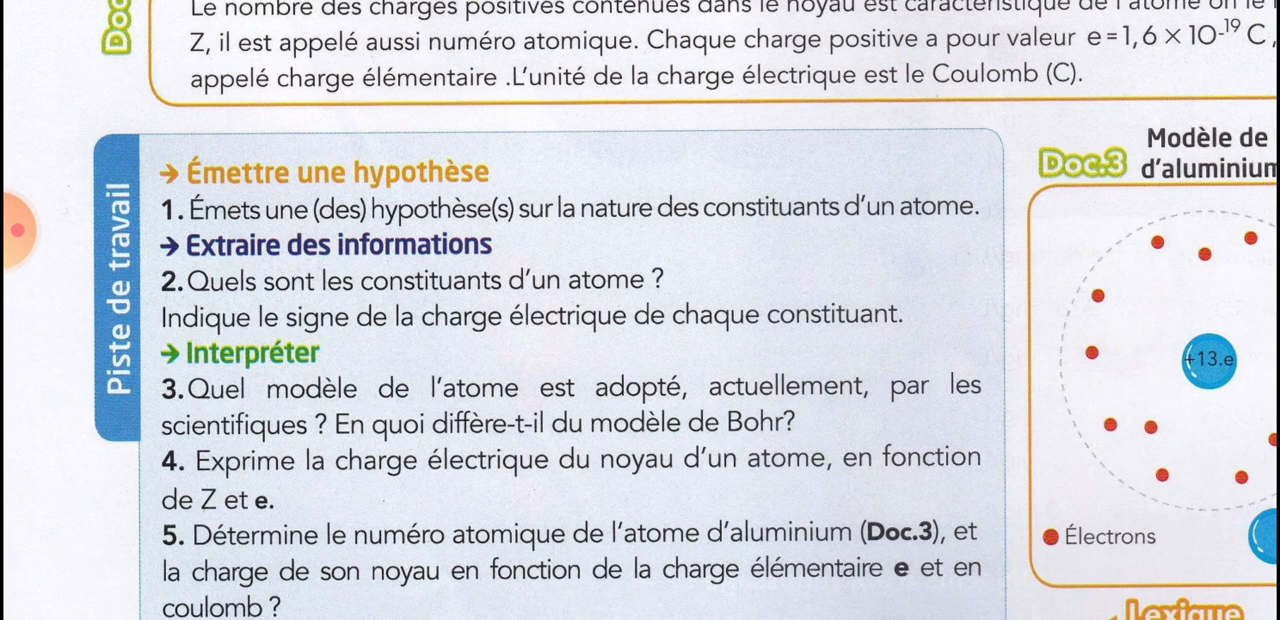 Doc
Le nombre des charges positives contenues dans le noyau est caractéristique de l'atome on le
Z, il est appelé aussi numéro atomique. Chaque charge positive a pour valeur e=1,6 × 10-¹⁹ C,
appelé charge élémentaire .L'unité de la charge électrique est le Coulomb (C).
Piste de travail
→ Émettre une hypothèse
1. Émets une (des) hypothèse(s) sur la nature des constituants d'un atome.
→ Extraire des informations
2. Quels sont les constituants d'un atome ?
Indique le signe de la charge électrique de chaque constituant.
→ Interpréter
3. Quel modèle de l'atome est adopté, actuellement, par les
scientifiques ? En quoi diffère-t-il du modèle de Bohr?
4. Exprime la charge électrique du noyau d'un atome, en fonction
de Z et e.
5. Détermine le numéro atomique de l'atome d'aluminium (Doc.3), et
la charge de son noyau en fonction de la charge élémentaire e et en
coulomb ?
Modèle de
Doc.3 d'aluminium
+13.e
Électrons
Lexique